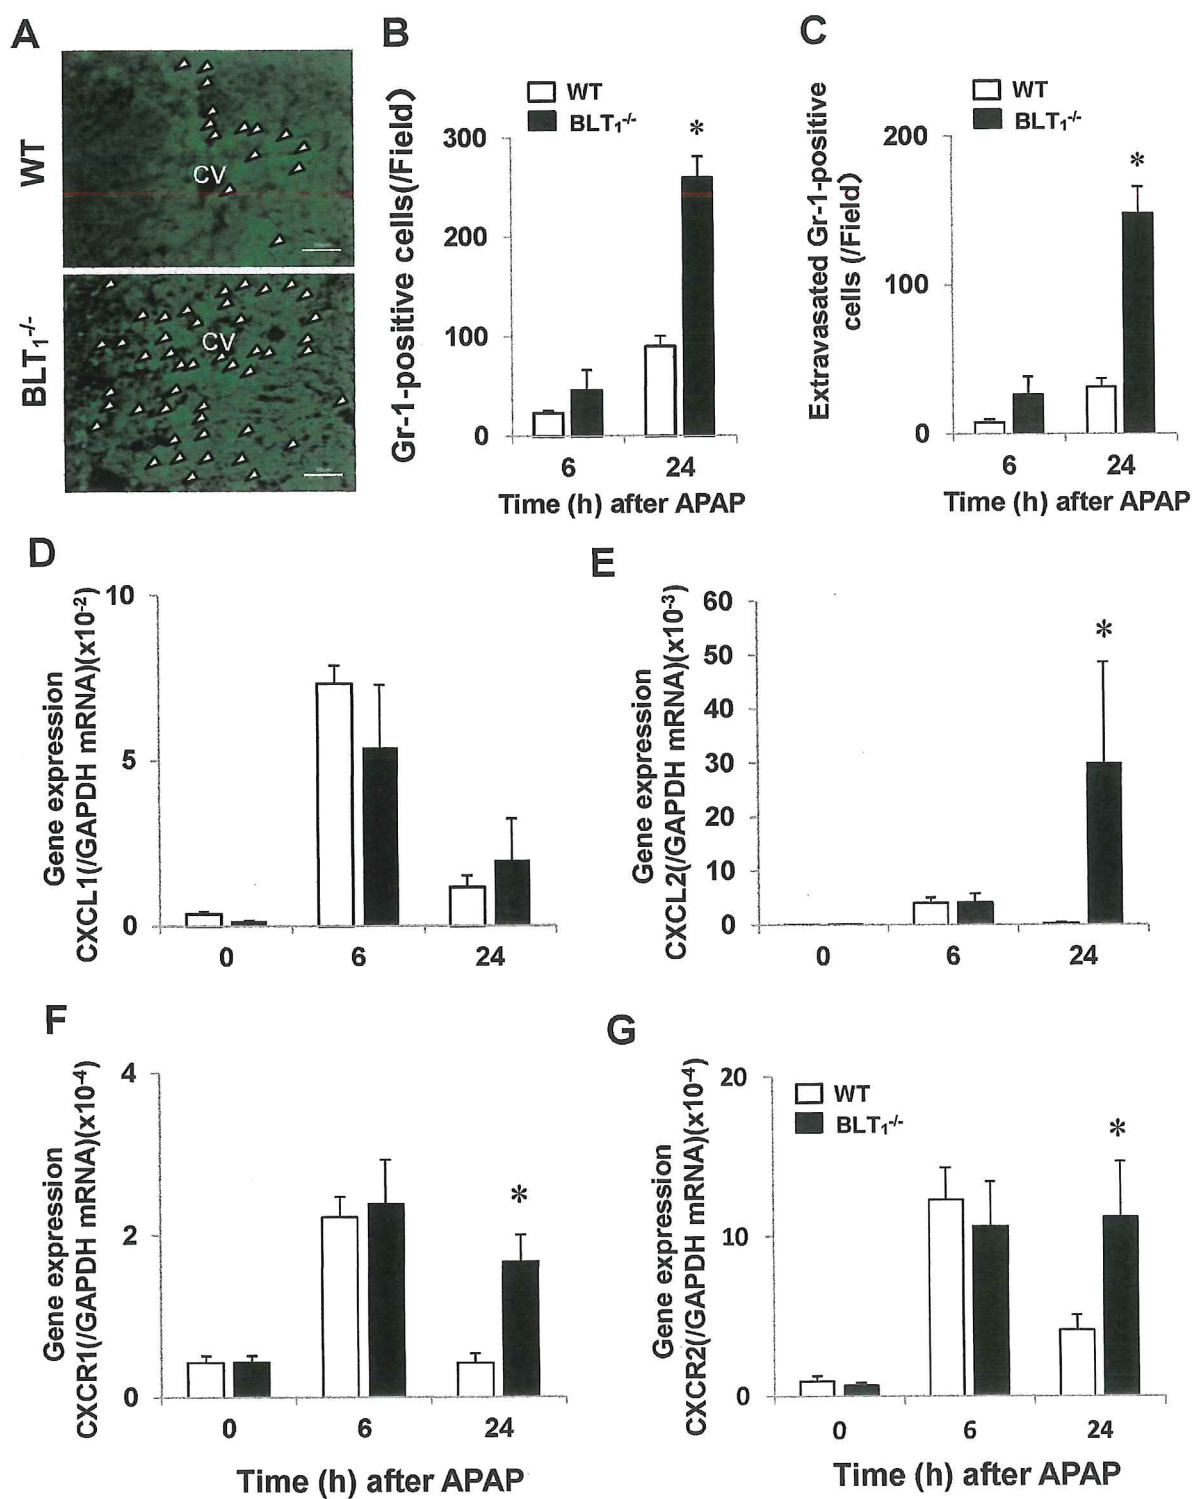 A
WT
CV
BLT1-/-
CV
B
WT
BLT1-/-
Gr-1-positive cells(/Field)
300
200
100
0
*
6
24
Time (h) after APAP
C
WT
BLT1-/-
Extravasated Gr-1-positive
cells (/Field)
200
100
0
*
6
24
Time (h) after APAP
D
Gene expression
CXCL1(/GAPDH mRNA)(x10-2)
10
5
0
0
6
24
E
Gene expression
CXCL2(/GAPDH mRNA)(x10-3)
60
50
40
30
20
10
0
*
0
6
24
F
Gene expression
CXCR1(/GAPDH mRNA)(x10-4)
4
2
0
*
0
6
24
Time (h) after APAP
G
WT
BLT1-/-
Gene expression
CXCR2(/GAPDH mRNA)(x10-4)
20
10
0
*
0
6
24
Time (h) after APAP